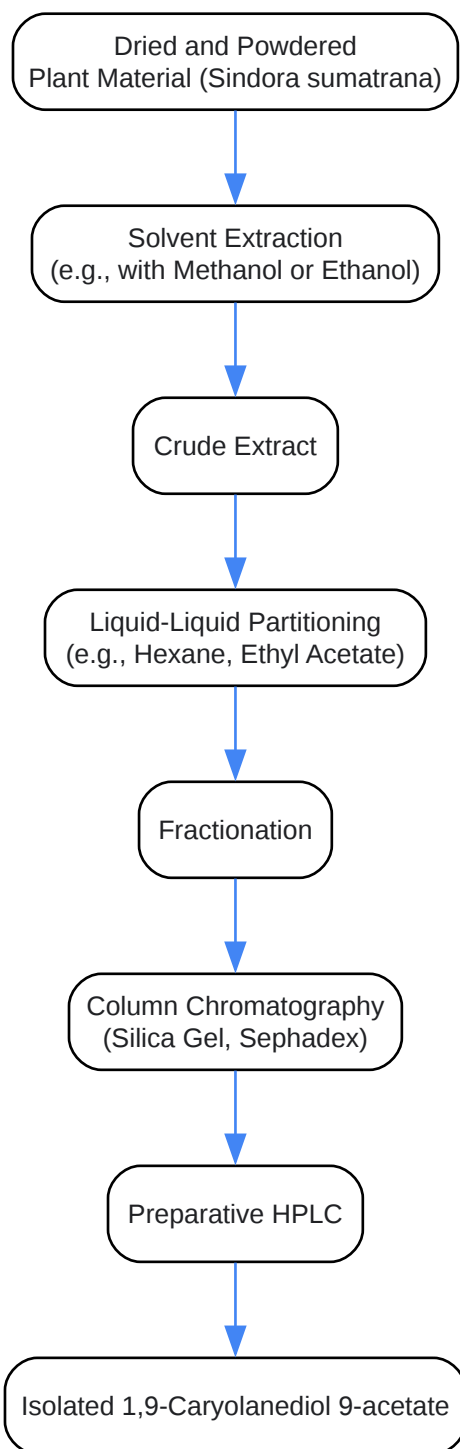 Dried and Powdered
Plant Material (Sindora sumatrana)
Solvent Extraction
(e.g., with Methanol or Ethanol)
Crude Extract
Liquid-Liquid Partitioning
(e.g., Hexane, Ethyl Acetate)
Fractionation
Column Chromatography
(Silica Gel, Sephadex)
Preparative HPLC
Isolated 1,9-Caryolanediol 9-acetate